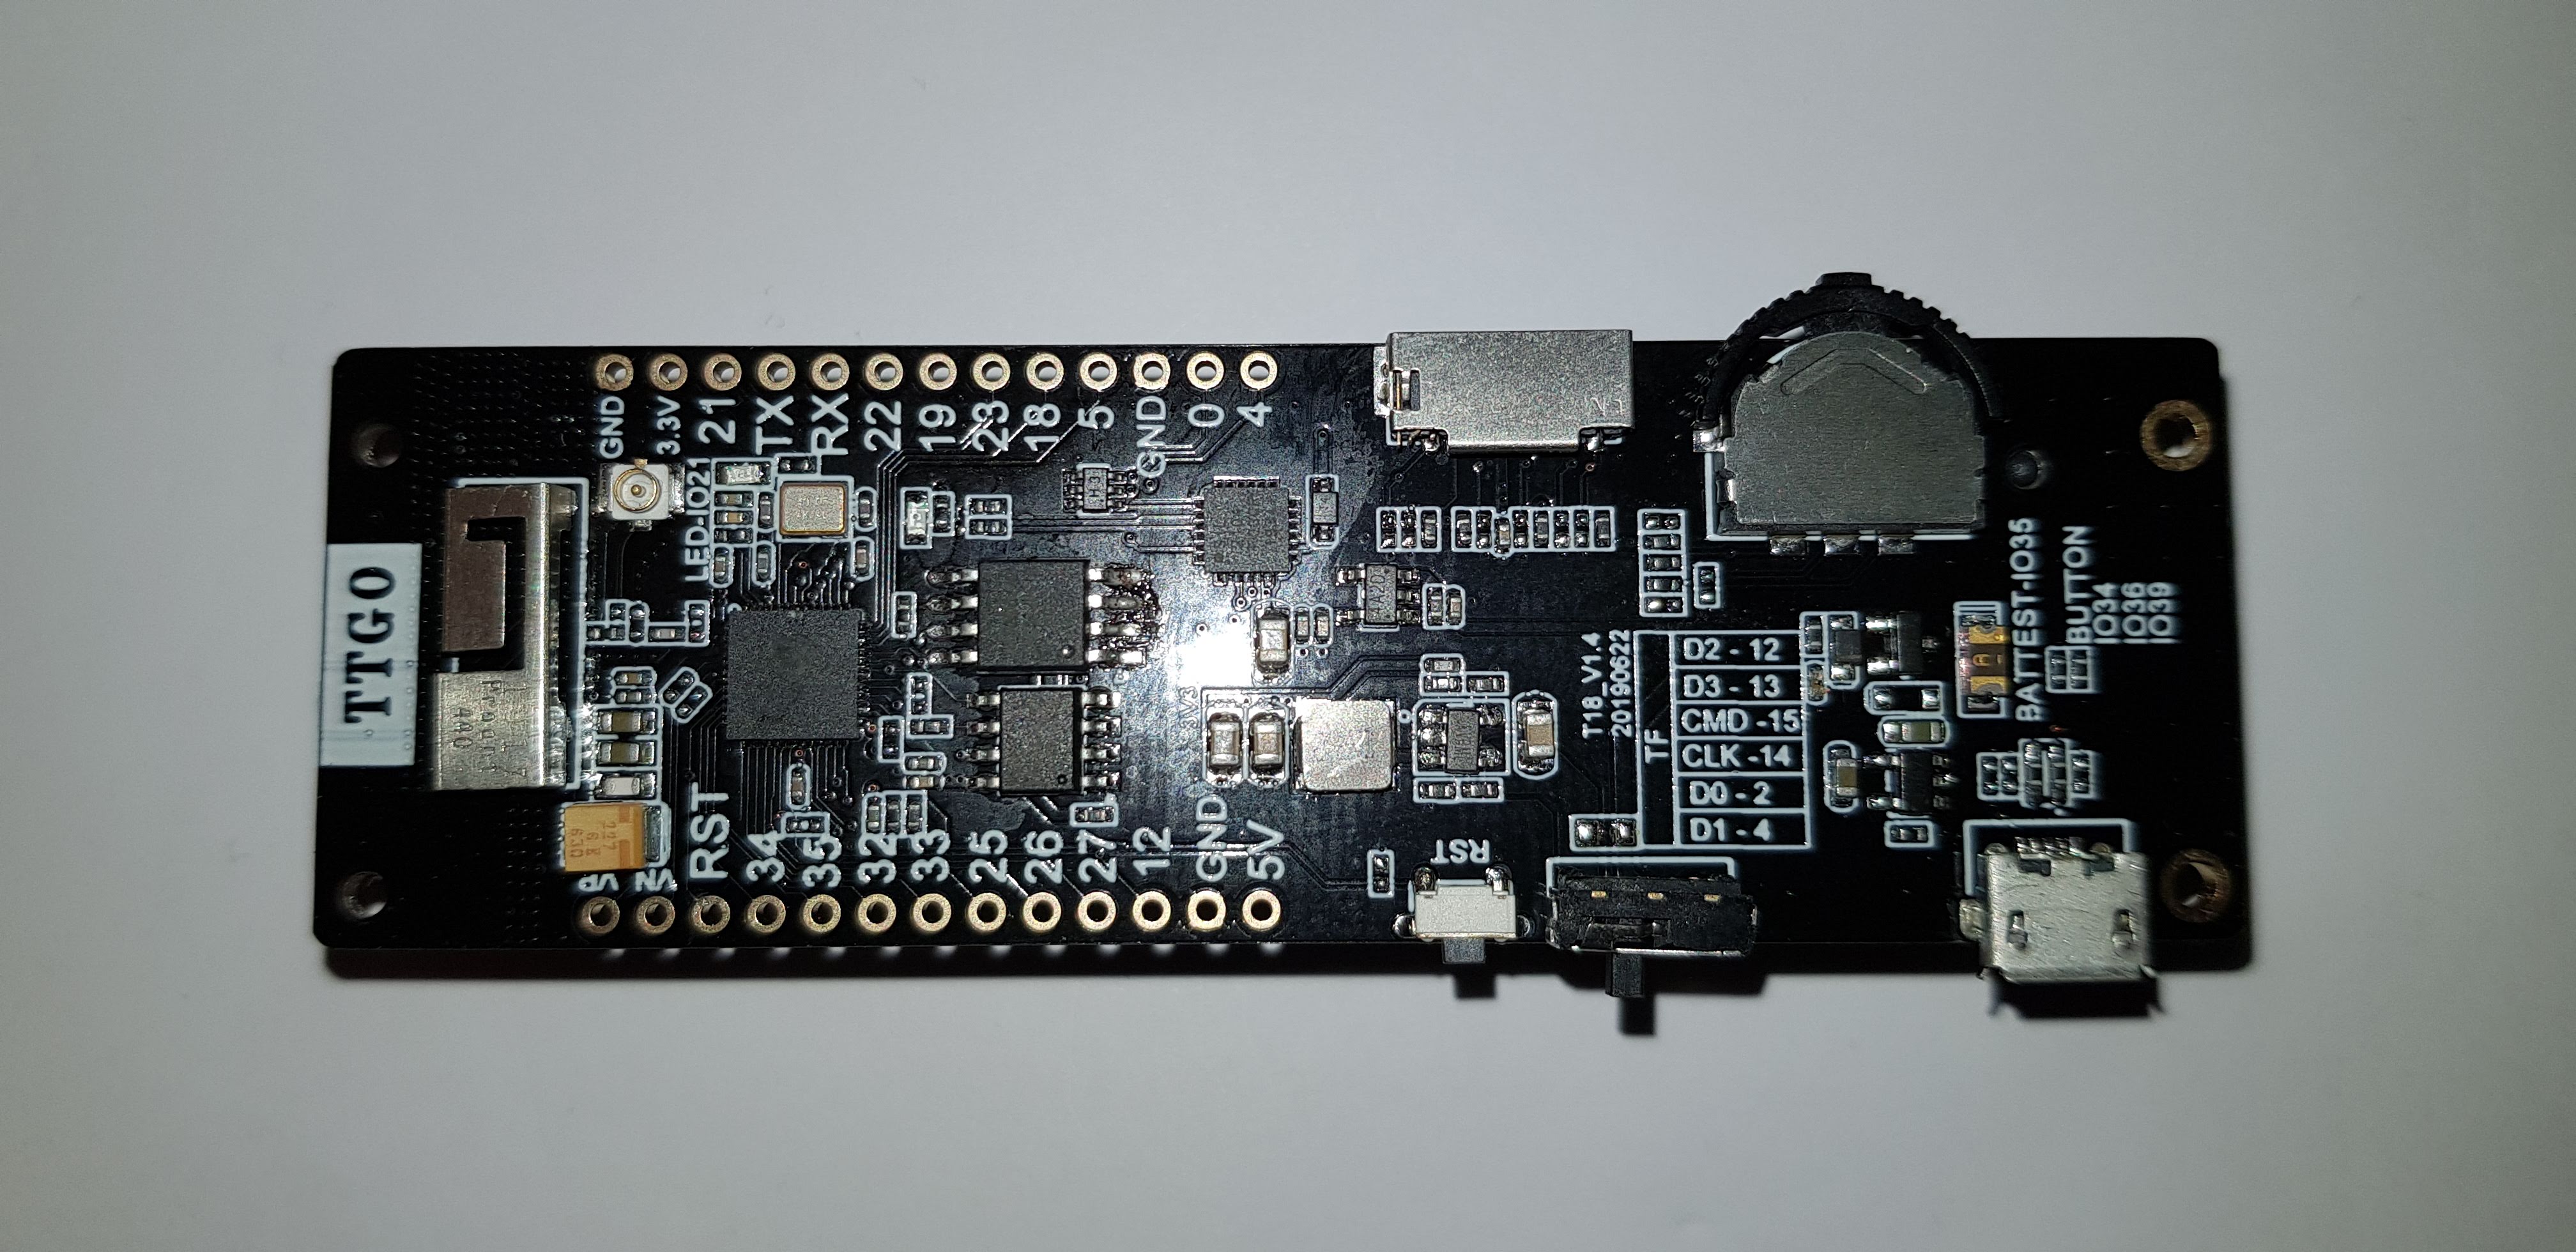 RST
5V
GND
12
27
26
25
33
32
35
34
RST
VN
VP
227
TTGO
TF
D1-4
D0-2
CLK-14
CMD-15
D3-13
D2-12
T18_V1.4
20190622
BATTEST-IO35
BUTTON
IO34
IO36
IO39
LED-IO21
4
0
GND
5
18
23
19
22
RX
TX
21
3.3V
GND